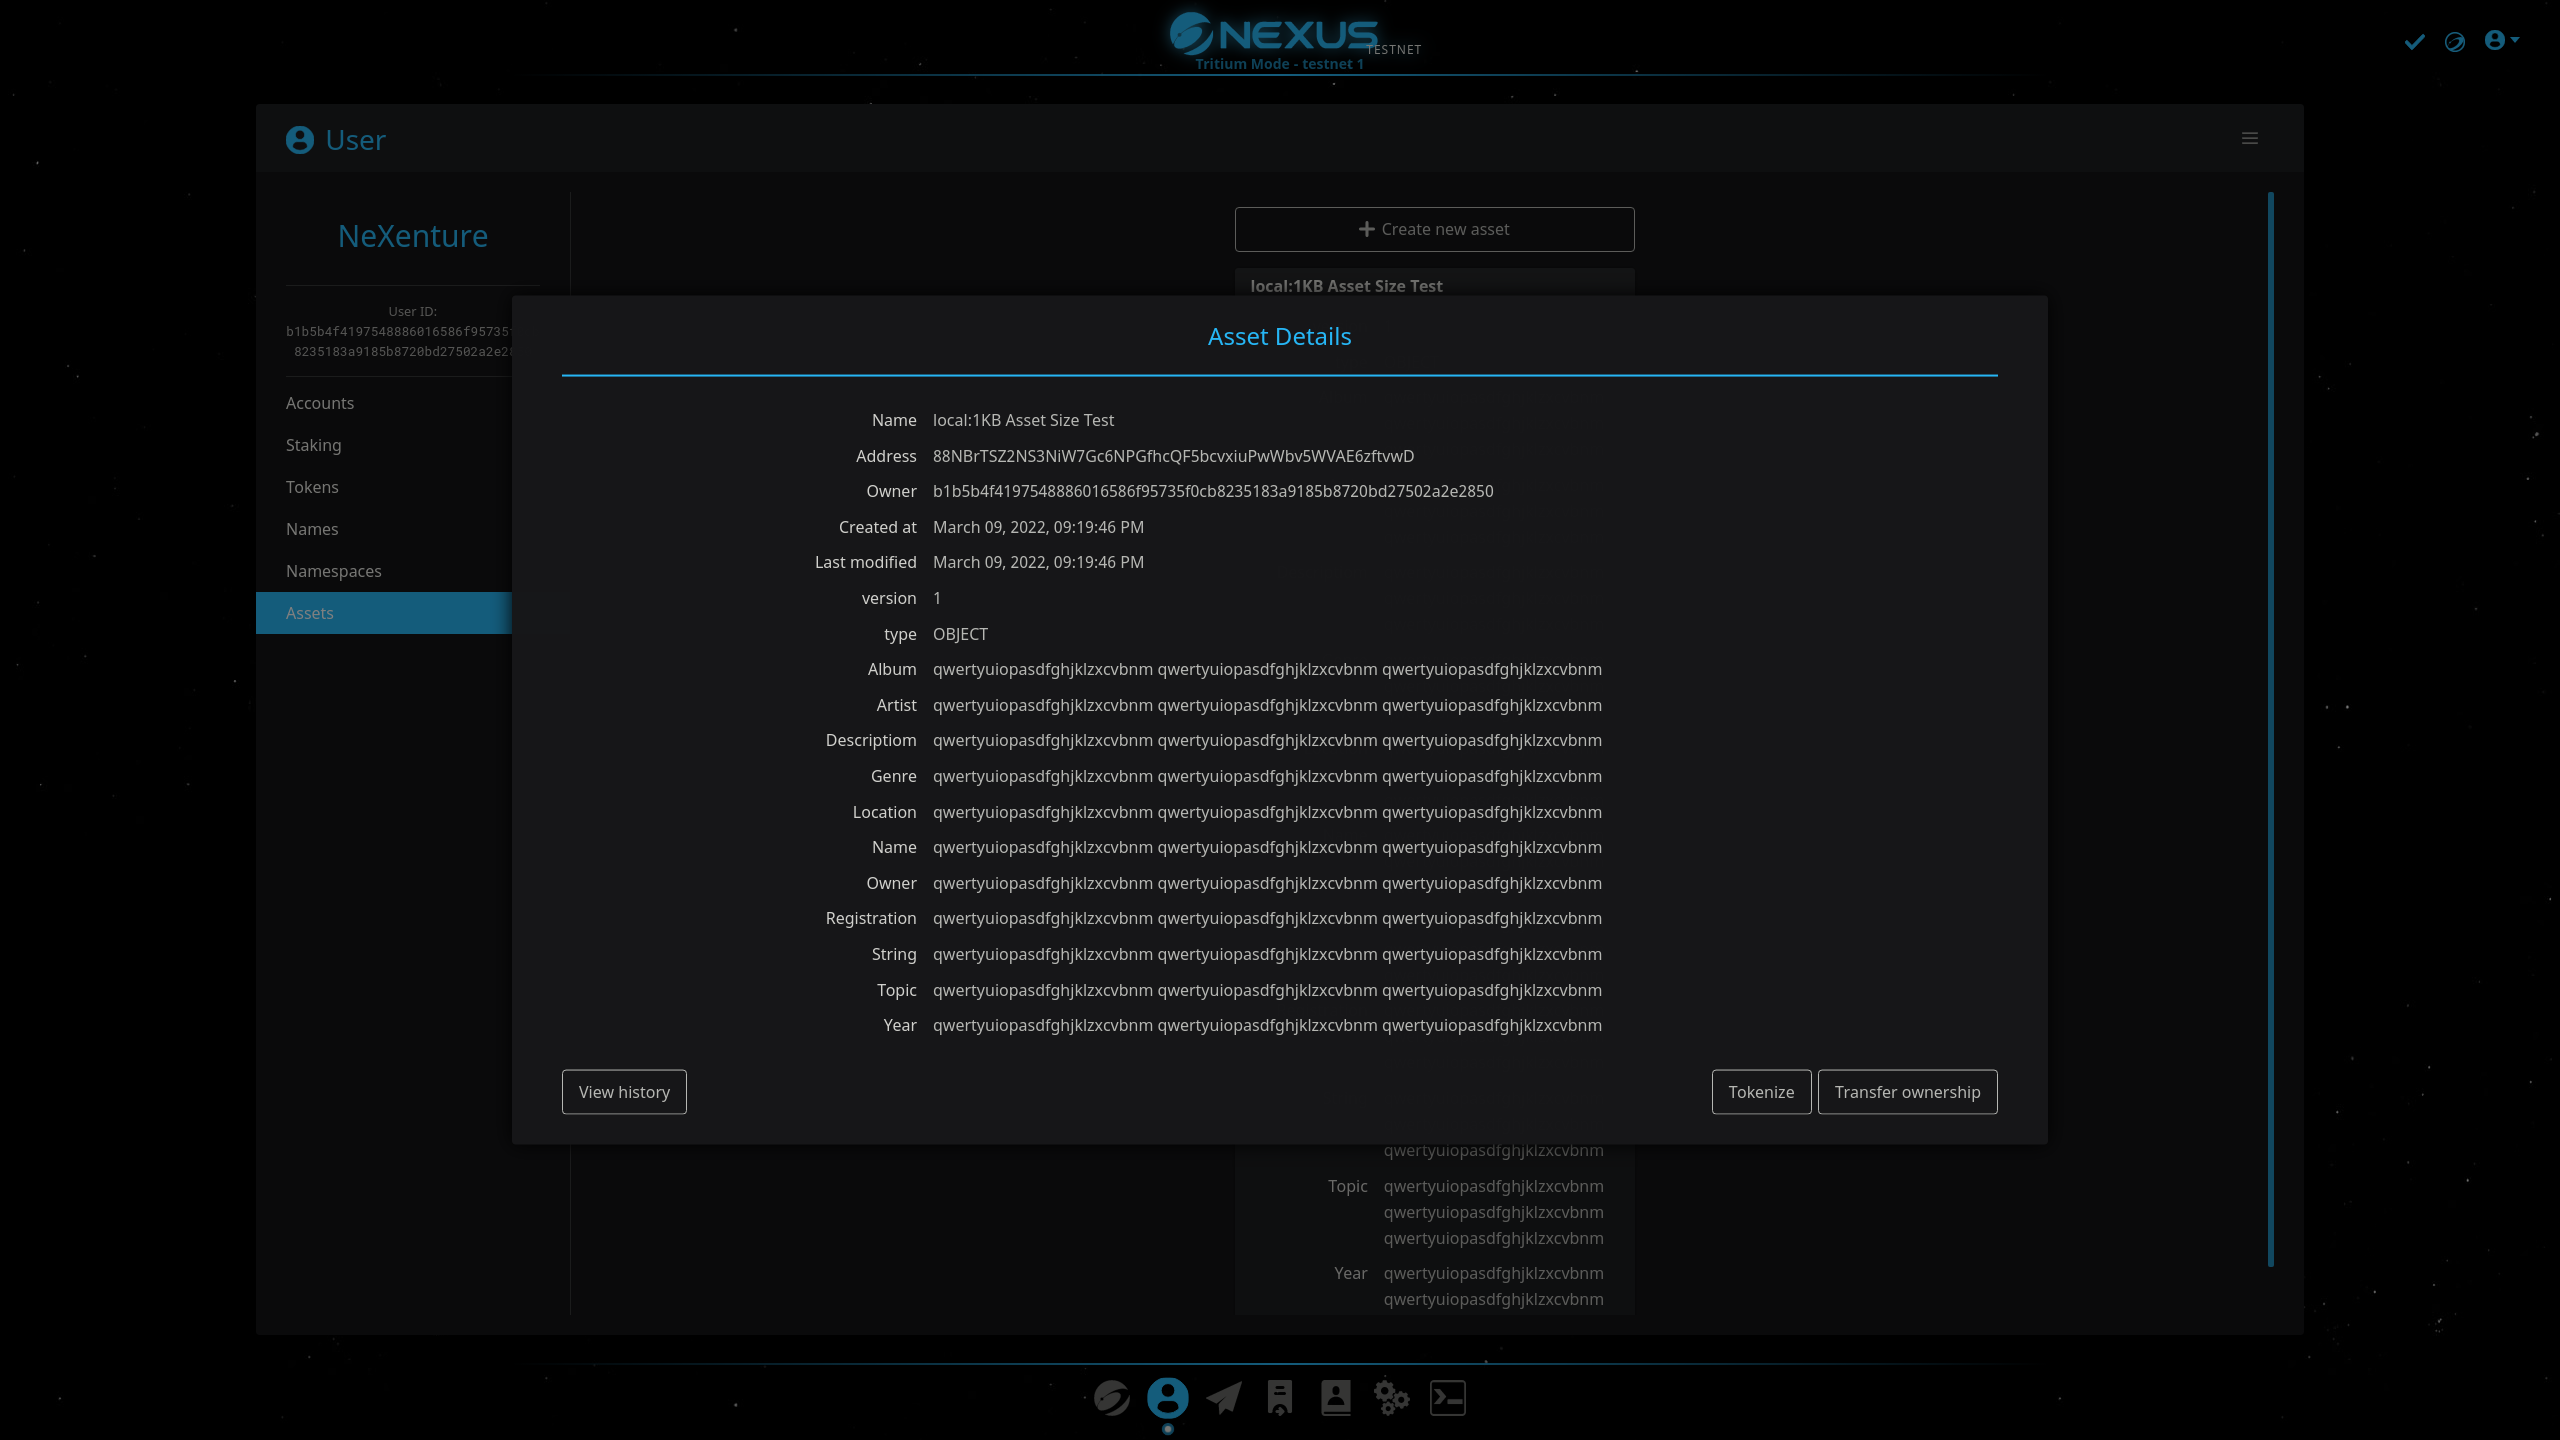 NEXUS
TESTNET
Tritium Mode - testnet 1
User
NeXenture
User ID:
b1b5b4f4197548886016586f95735
8235183a9185b8720bd27502a2e28
Accounts
Staking
Tokens
Names
Namespaces
Assets
Create new asset
local:1KB Asset Size Test
Asset Details
Name local:1KB Asset Size Test
Address 88NBrTSZ2NS3NiW7Gc6NPGfhcQF5bcvxiuPwWbv5WVAE6zftvwD
Owner b1b5b4f4197548886016586f95735f0cb8235183a9185b8720bd27502a2e2850
Created at March 09, 2022, 09:19:46 PM
Last modified March 09, 2022, 09:19:46 PM
version 1
type OBJECT
Album qwertyuiopasdfghjklzxcvbnm qwertyuiopasdfghjklzxcvbnm qwertyuiopasdfghjklzxcvbnm
Artist qwertyuiopasdfghjklzxcvbnm qwertyuiopasdfghjklzxcvbnm qwertyuiopasdfghjklzxcvbnm
Descriptiom qwertyuiopasdfghjklzxcvbnm qwertyuiopasdfghjklzxcvbnm qwertyuiopasdfghjklzxcvbnm
Genre qwertyuiopasdfghjklzxcvbnm qwertyuiopasdfghjklzxcvbnm qwertyuiopasdfghjklzxcvbnm
Location qwertyuiopasdfghjklzxcvbnm qwertyuiopasdfghjklzxcvbnm qwertyuiopasdfghjklzxcvbnm
Name qwertyuiopasdfghjklzxcvbnm qwertyuiopasdfghjklzxcvbnm qwertyuiopasdfghjklzxcvbnm
Owner qwertyuiopasdfghjklzxcvbnm qwertyuiopasdfghjklzxcvbnm qwertyuiopasdfghjklzxcvbnm
Registration qwertyuiopasdfghjklzxcvbnm qwertyuiopasdfghjklzxcvbnm qwertyuiopasdfghjklzxcvbnm
String qwertyuiopasdfghjklzxcvbnm qwertyuiopasdfghjklzxcvbnm qwertyuiopasdfghjklzxcvbnm
Topic qwertyuiopasdfghjklzxcvbnm qwertyuiopasdfghjklzxcvbnm qwertyuiopasdfghjklzxcvbnm
Year qwertyuiopasdfghjklzxcvbnm qwertyuiopasdfghjklzxcvbnm qwertyuiopasdfghjklzxcvbnm
View history
Tokenize
Transfer ownership
qwertyuiopasdfghjklzxcvbnm
Topic qwertyuiopasdfghjklzxcvbnm
qwertyuiopasdfghjklzxcvbnm
qwertyuiopasdfghjklzxcvbnm
Year qwertyuiopasdfghjklzxcvbnm
qwertyuiopasdfghjklzxcvbnm